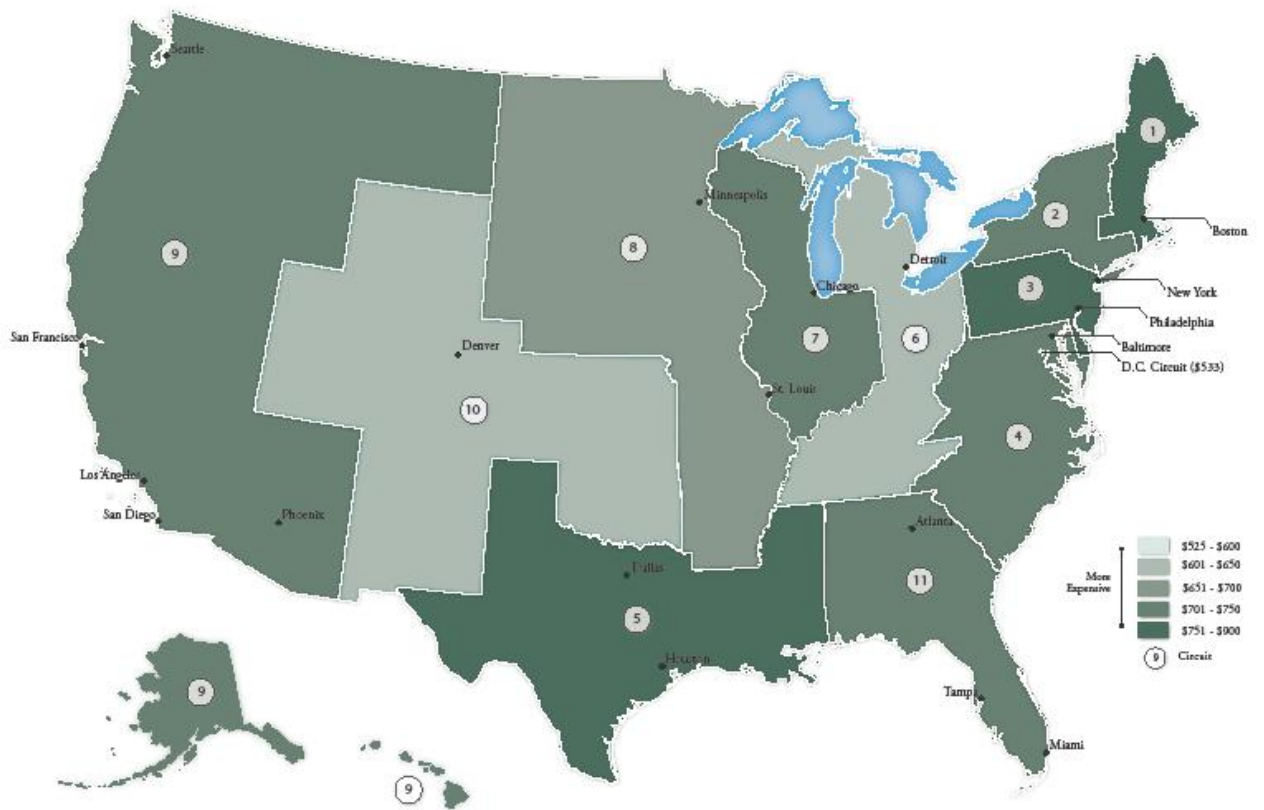 Seattle
1
Minneapolis
2
Boston
9
8
Detroit
Chicago
3
New York
Philadelphia
San Francisco
Denver
7
6
Baltimore
D.C. Circuit ($533)
St. Louis
10
4
Los Angeles
San Diego
Phoenix
Atlanta
Dallas
11
5
Houston
Tampa
Miami
9
9
More
Expensive
$525 - $600
$601 - $650
$651 - $700
$701 - $750
$751 - $900
9 Circuit